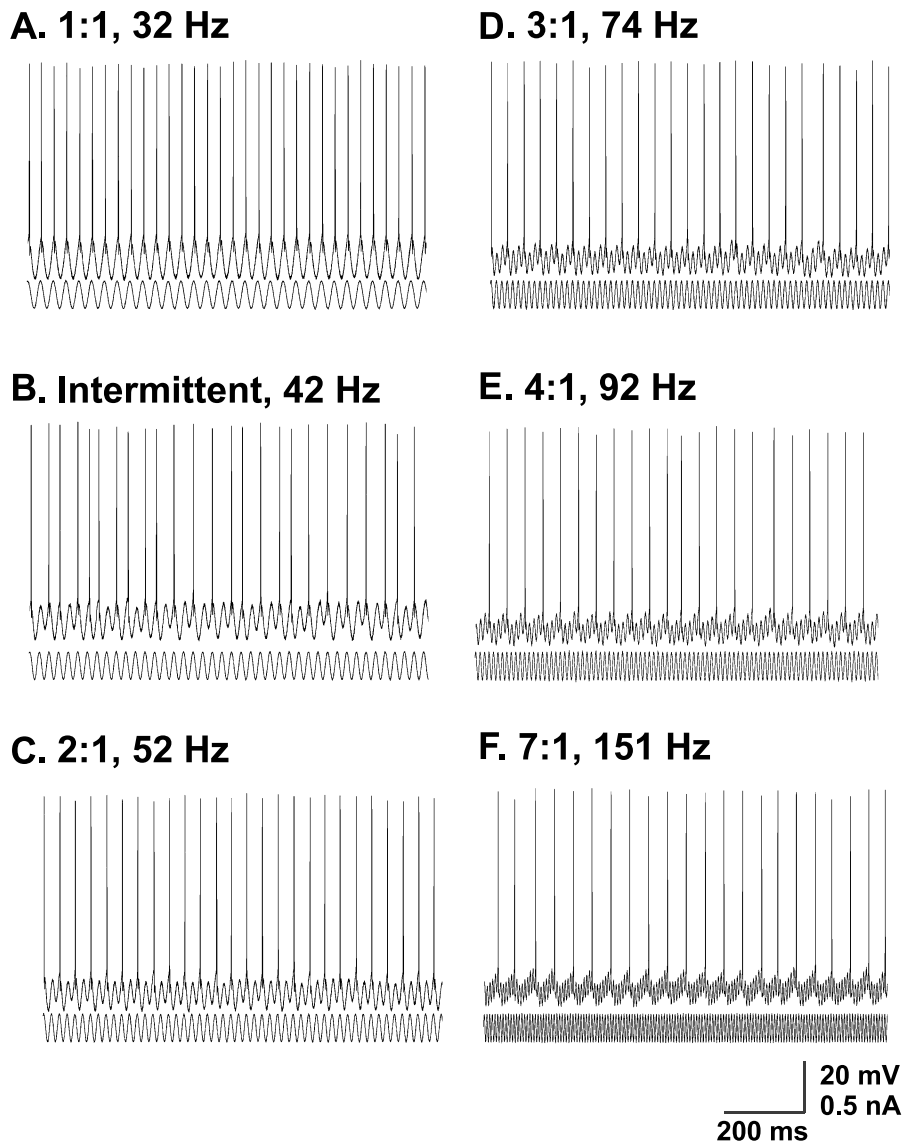 A. 1:1, 32 Hz
B. Intermittent, 42 Hz
C. 2:1, 52 Hz
D. 3:1, 74 Hz
E. 4:1, 92 Hz
F. 7:1, 151 Hz
20 mV
0.5 nA
200 ms